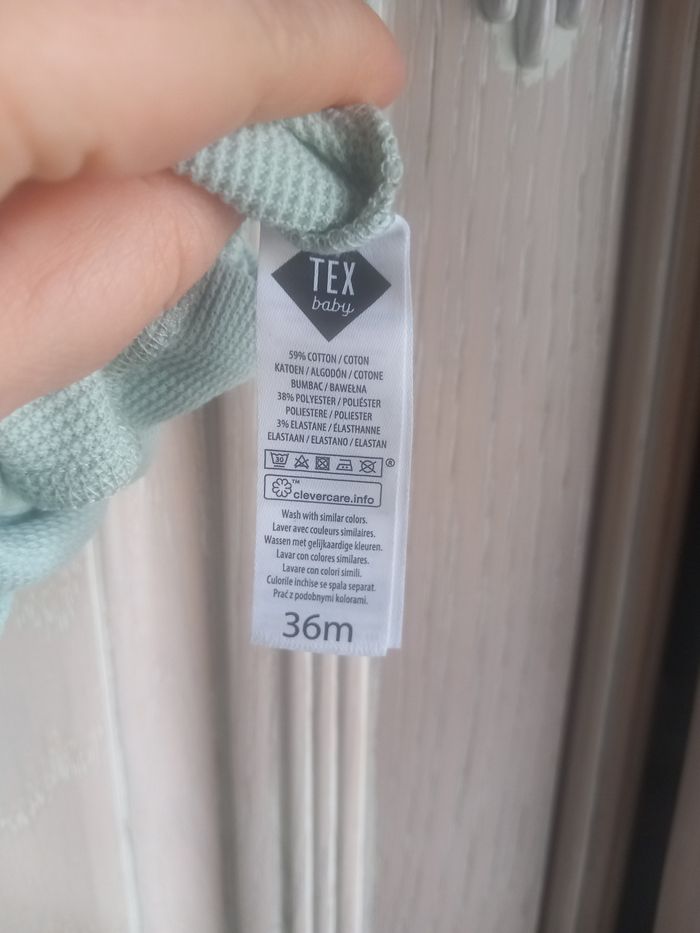 TEX
baby
59% COTTON / COTON
KATOEN / ALGODÓN / COTONE
BUMBAC / BAWEŁNA
38% POLYESTER / POLIÉSTER
POLIESTERE / POLIESTER
3% ELASTANE / ÉLASTHANNE
ELASTAAN / ELASTANO / ELASTAN
30 ®
™ clevercare.info
Wash with similar colors.
Laver avec couleurs similaires.
Wassen met gelijkaardige kleuren.
Lavar con colores similares.
Lavare con colori simili.
Culorile inchise se spala separat.
Prać z podobnymi kolorami.
36m